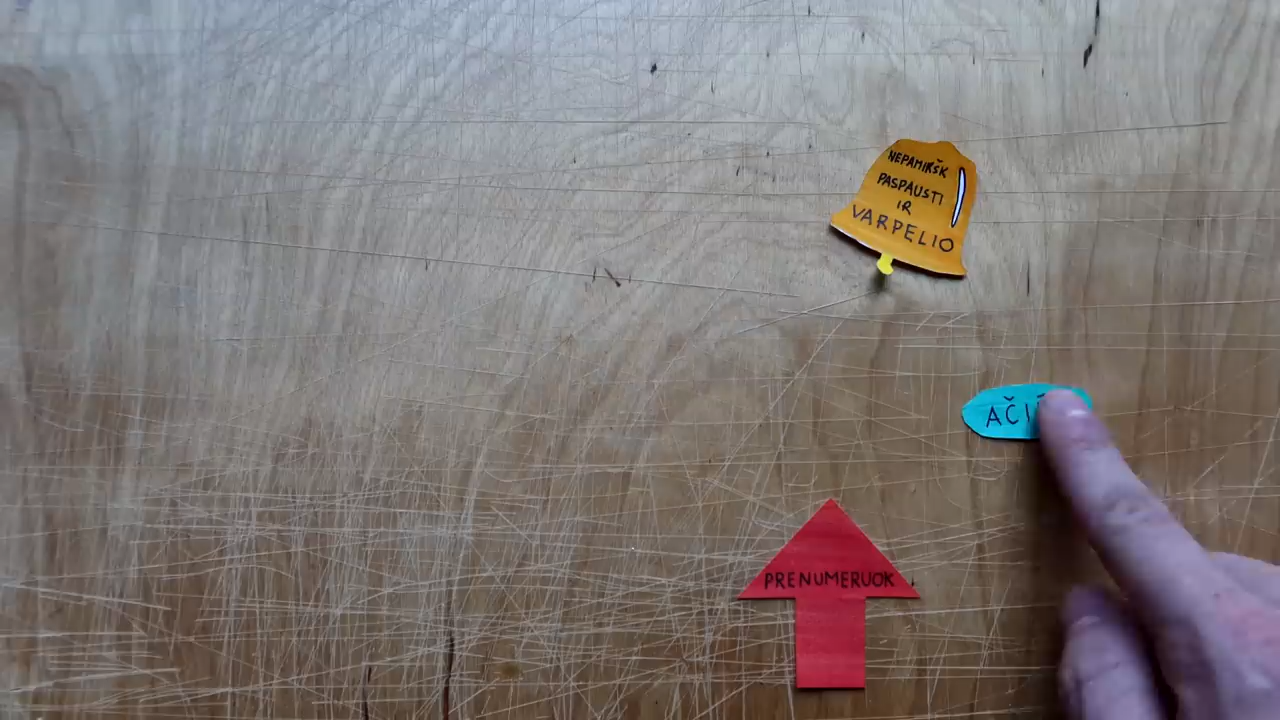 NEPAMIRŠK
PASPAUSTI
IR
VARPELIO
PRENUMERUOK